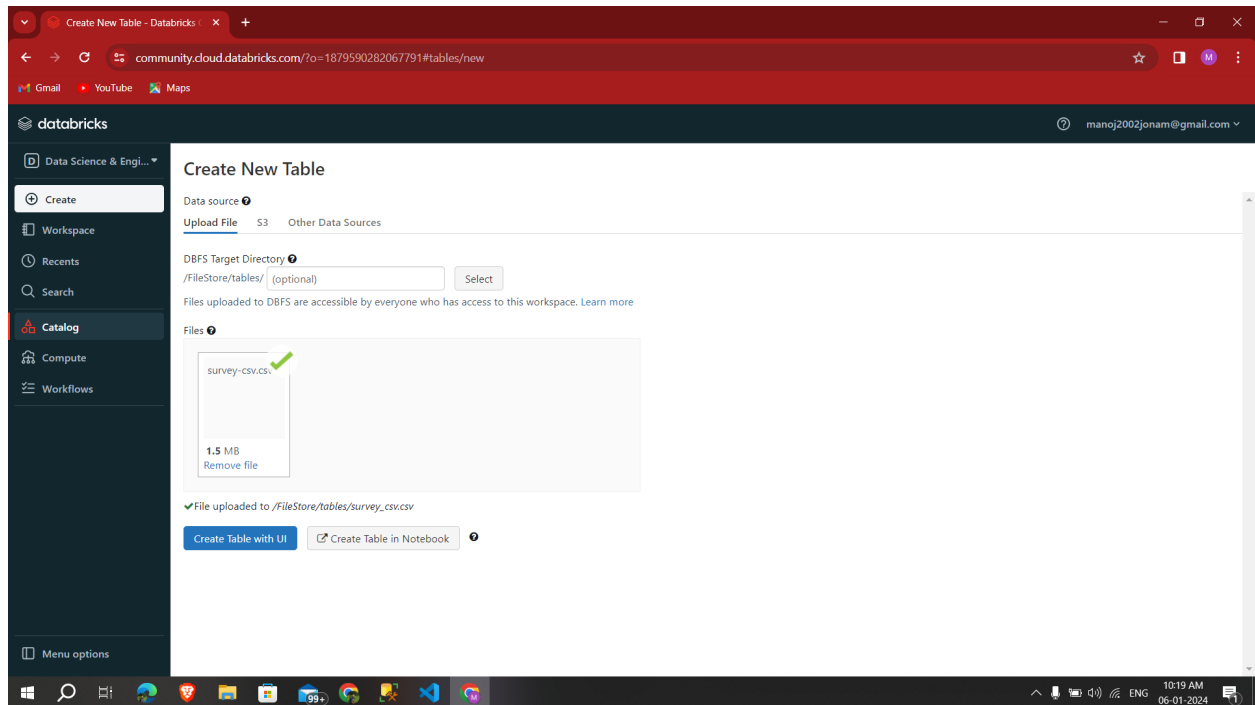 Create New Table - Databricks C
community.cloud.databricks.com/?o=1879590282067791#tables/new
M
Gmail YouTube Maps
databricks
manoj2002jonam@gmail.com
D Data Science & Engi...
Create
Workspace
Recents
Search
Catalog
Compute
Workflows
Menu options
Create New Table
Data source ?
Upload File S3 Other Data Sources
DBFS Target Directory ?
/FileStore/tables/ (optional) Select
Files uploaded to DBFS are accessible by everyone who has access to this workspace. Learn more
Files ?
survey-csv.csv
1.5 MB
Remove file
File uploaded to /FileStore/tables/survey_csv.csv
Create Table with UI Create Table in Notebook ?
99+
M
ENG
10:19 AM
06-01-2024
1